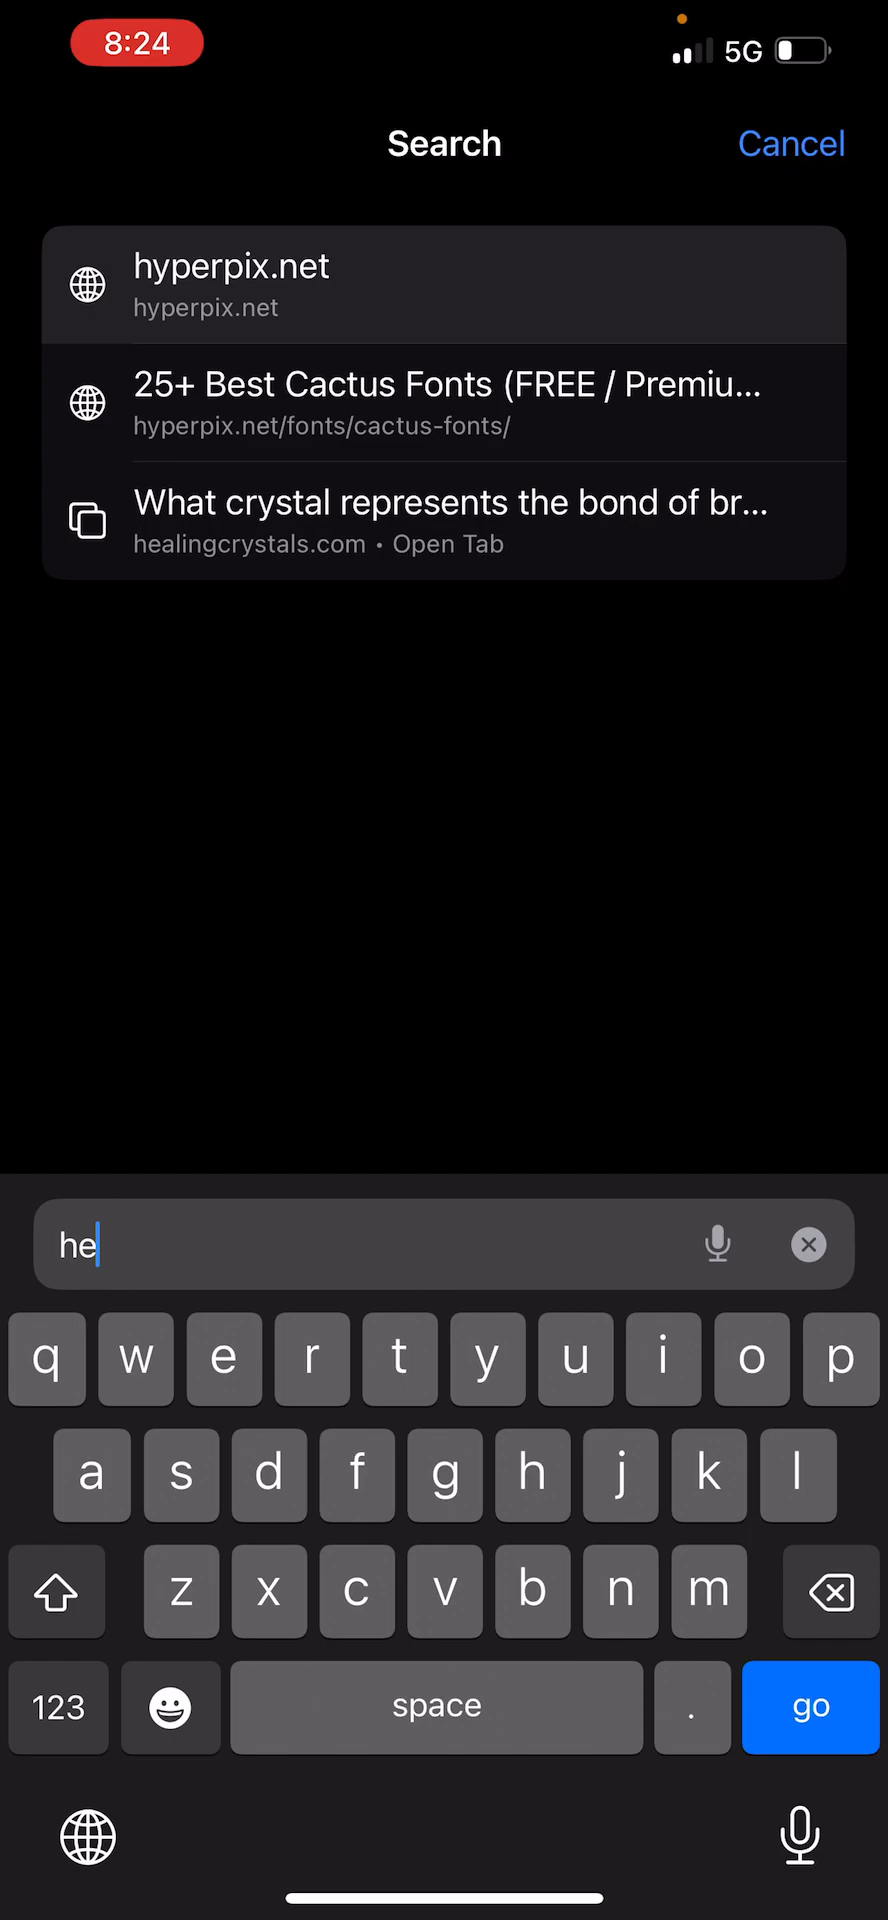 8:24
5G
Search
Cancel
hyperpix.net
hyperpix.net
25+ Best Cactus Fonts (FREE / Premiu...
hyperpix.net/fonts/cactus-fonts/
What crystal represents the bond of br...
healingcrystals.com • Open Tab
he
q w e r t y u i o p
a s d f g h j k l
z x c v b n m
123 space . go